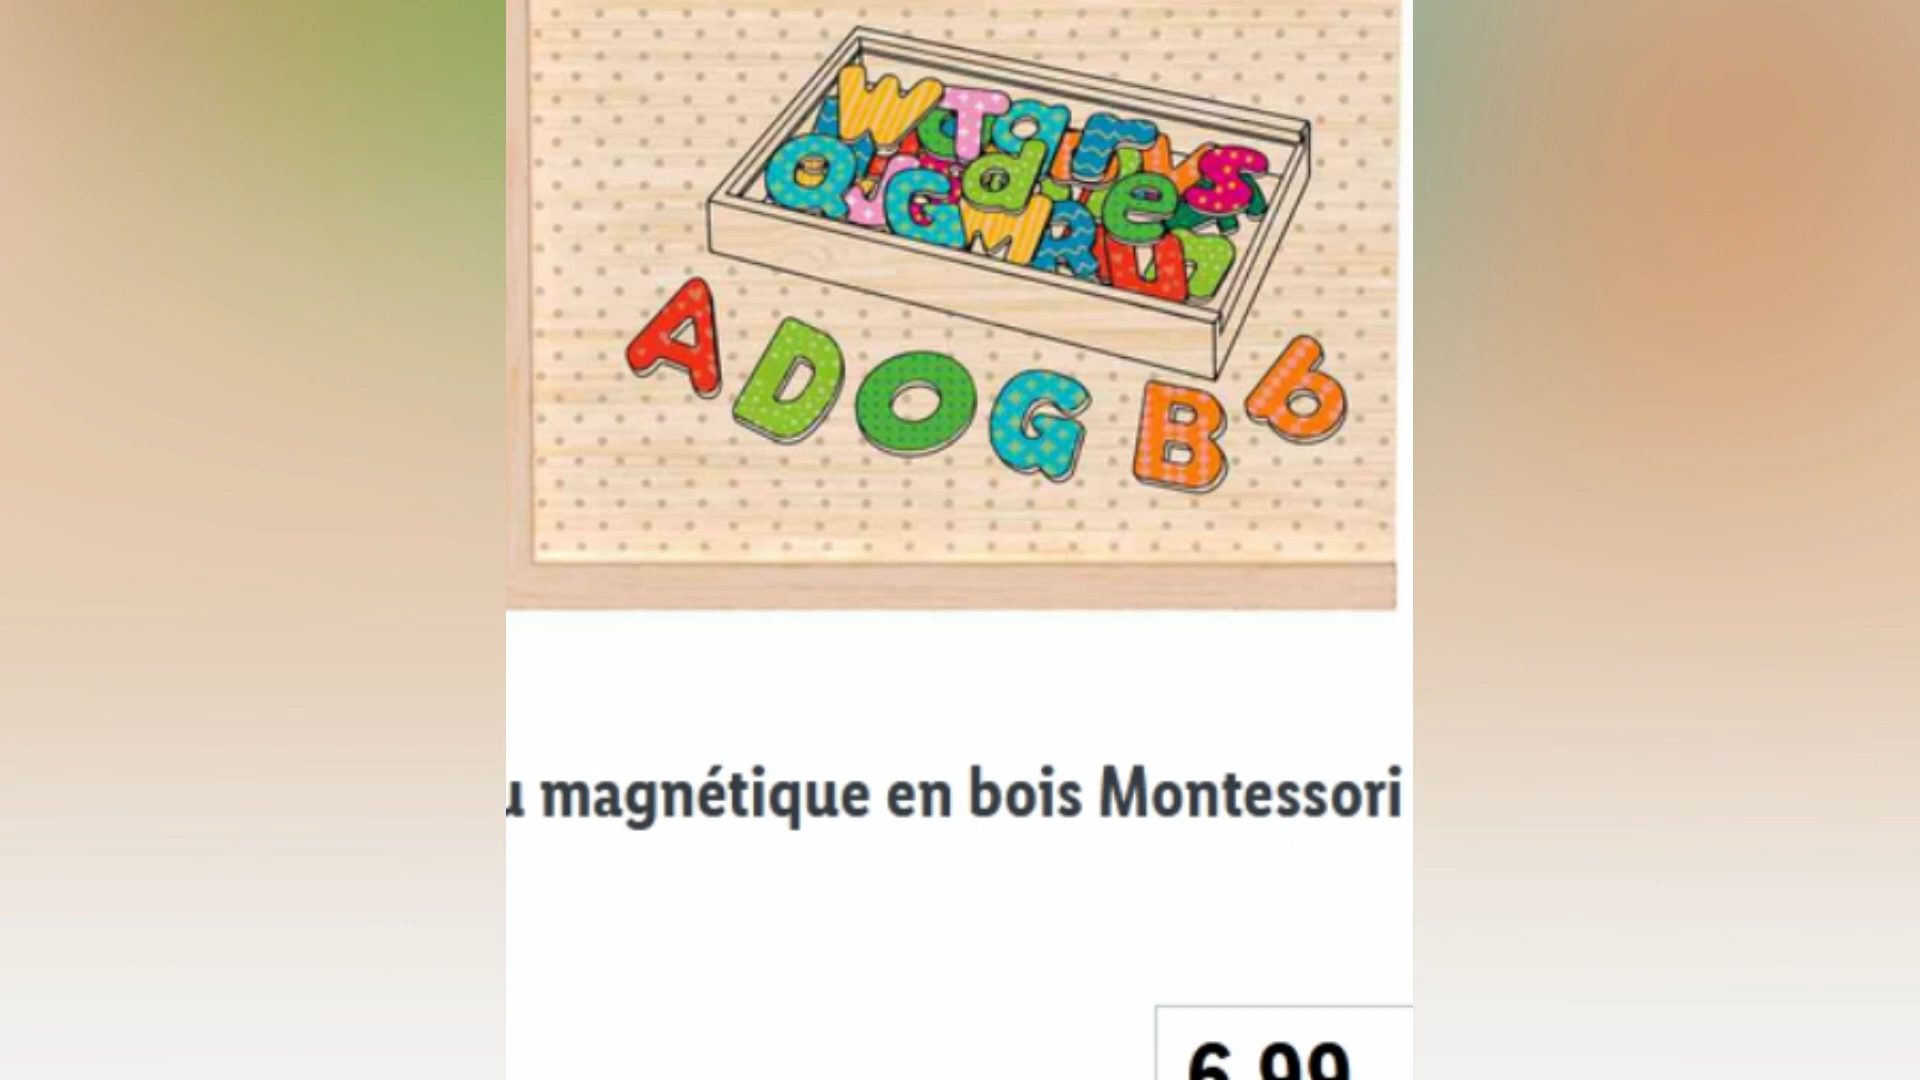 W T a r s
Q J G d e
M R U n
A D O G B b
u magnétique en bois Montessori
6.99